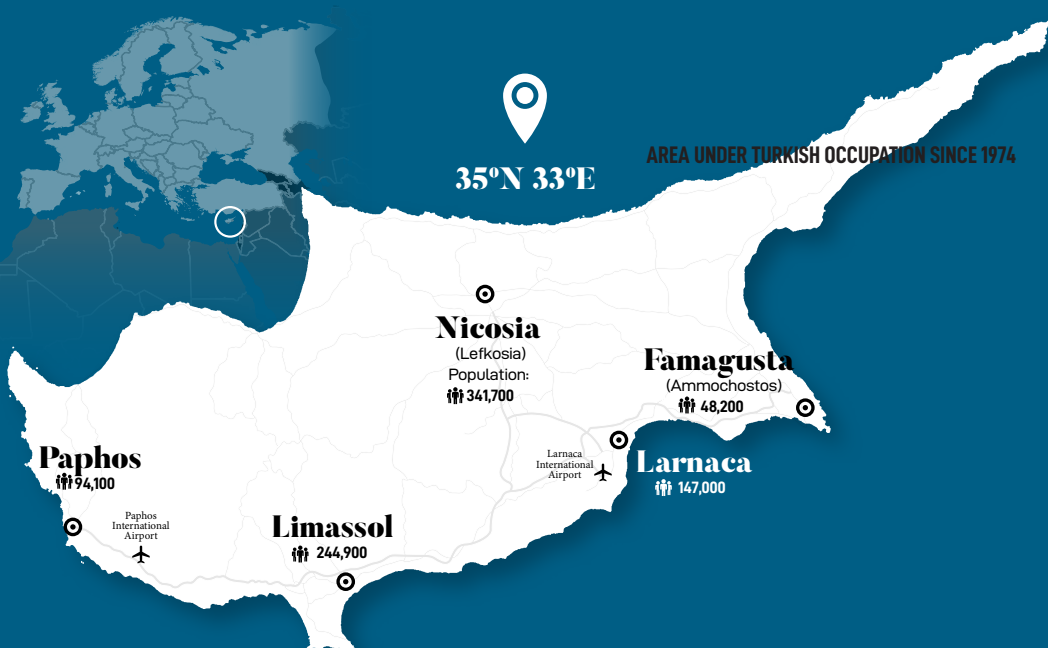 35ºN 33ºE
AREA UNDER TURKISH OCCUPATION SINCE 1974
Nicosia
(Lefkosia)
Population:
341,700
Famagusta
(Ammochostos)
48,200
Paphos
94,100
Larnaca
International
Airport
Larnaca
147,000
Paphos
International
Airport
Limassol
244,900